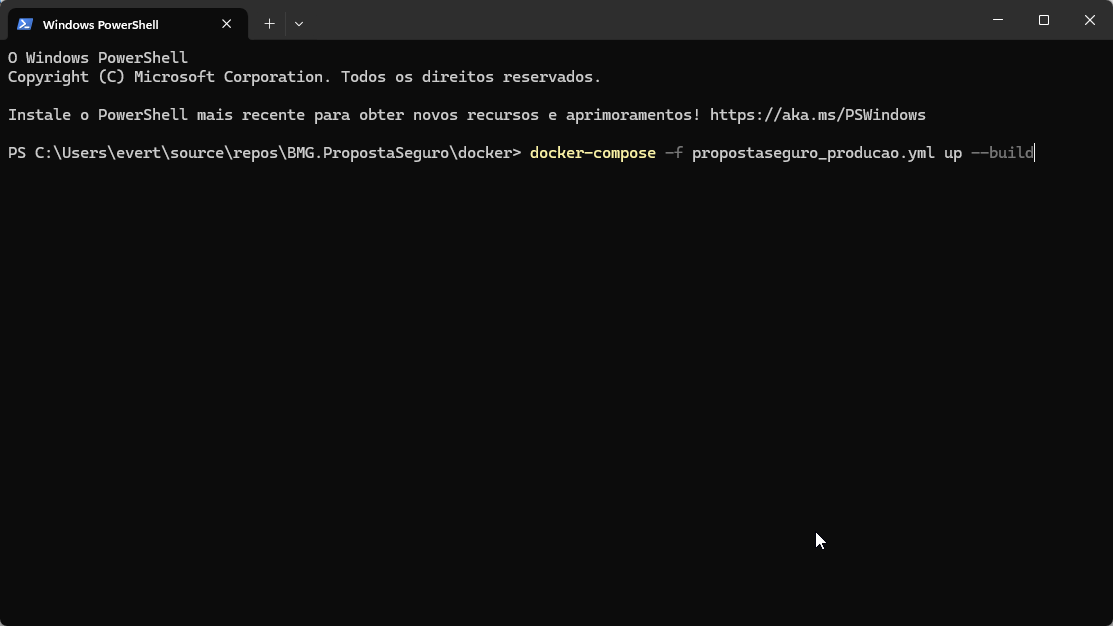 Windows PowerShell
O Windows PowerShell
Copyright (C) Microsoft Corporation. Todos os direitos reservados.
Instale o PowerShell mais recente para obter novos recursos e aprimoramentos! https://aka.ms/PSWindows
PS C:\Users\evert\source\repos\BMG.PropostaSeguro\docker> docker-compose -f propostaseguro_producao.yml up --build